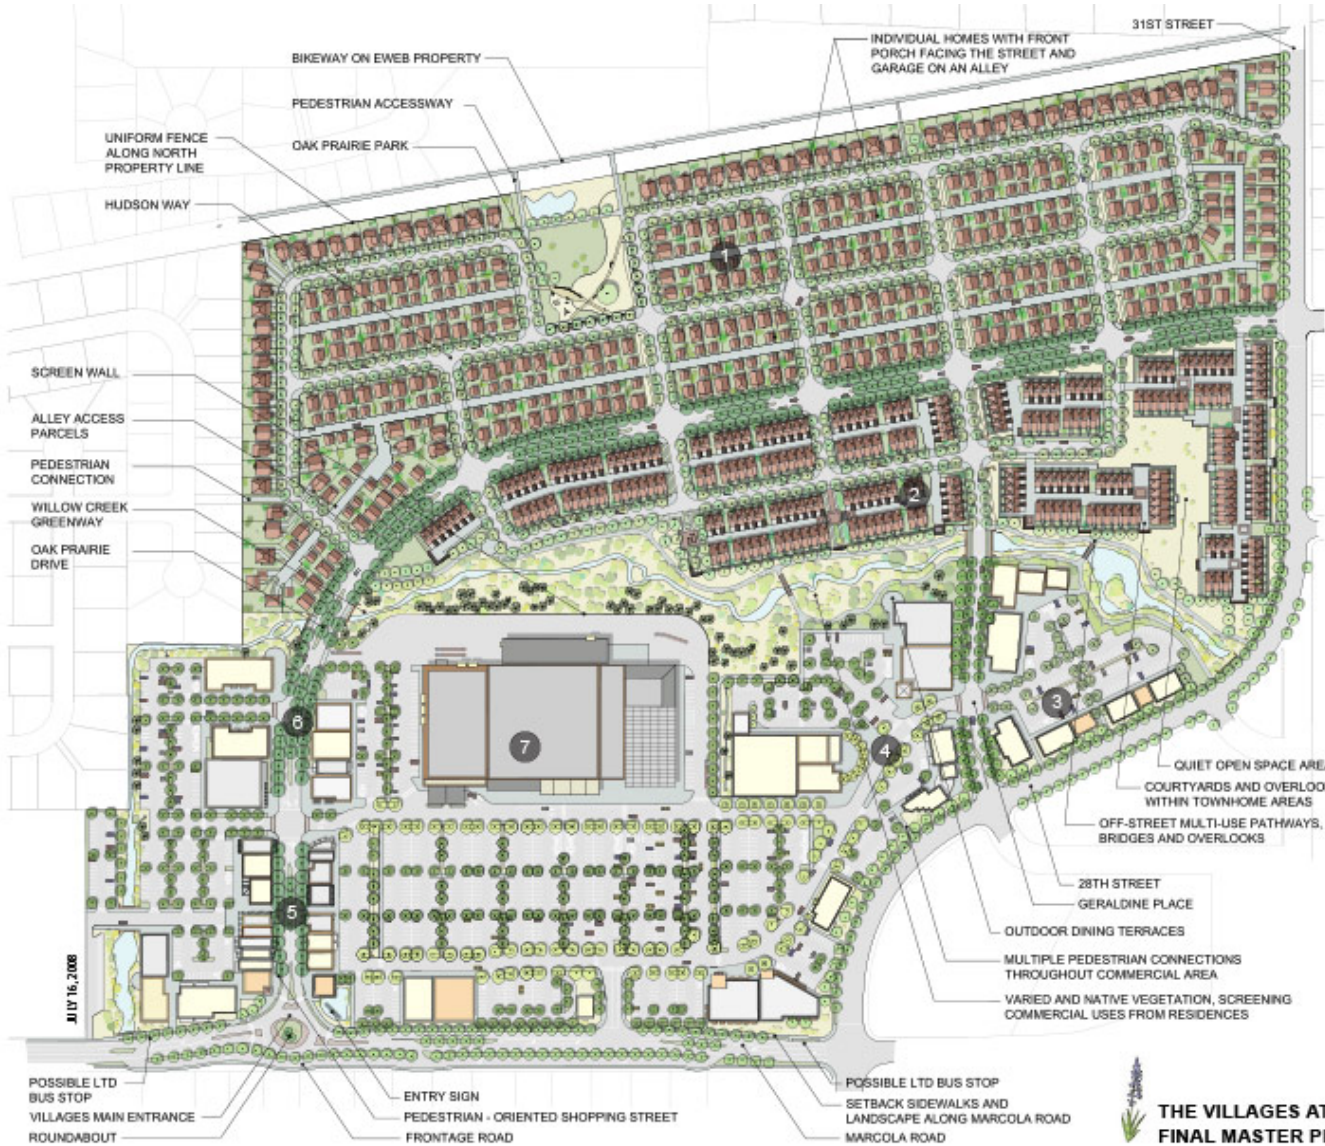 31ST STREET
INDIVIDUAL HOMES WITH FRONT
PORCH FACING THE STREET AND
GARAGE ON AN ALLEY
BIKEWAY ON EWEB PROPERTY
PEDESTRIAN ACCESSWAY
UNIFORM FENCE
ALONG NORTH
PROPERTY LINE
OAK PRAIRIE PARK
HUDSON WAY
1
SCREEN WALL
ALLEY ACCESS
PARCELS
PEDESTRIAN
CONNECTION
2
WILLOW CREEK
GREENWAY
OAK PRAIRIE
DRIVE
3
6
7
4
QUIET OPEN SPACE AREA
COURTYARDS AND OVERLOO
WITHIN TOWNHOME AREAS
OFF-STREET MULTI-USE PATHWAYS,
BRIDGES AND OVERLOOKS
28TH STREET
GERALDINE PLACE
5
OUTDOOR DINING TERRACES
MULTIPLE PEDESTRIAN CONNECTIONS
THROUGHOUT COMMERCIAL AREA
VARIED AND NATIVE VEGETATION, SCREENING
COMMERCIAL USES FROM RESIDENCES
JULY 16, 2008
POSSIBLE LTD
BUS STOP
VILLAGES MAIN ENTRANCE
ROUNDABOUT
ENTRY SIGN
PEDESTRIAN - ORIENTED SHOPPING STREET
FRONTAGE ROAD
POSSIBLE LTD BUS STOP
SETBACK SIDEWALKS AND
LANDSCAPE ALONG MARCOLA ROAD
MARCOLA ROAD
THE VILLAGES AT
FINAL MASTER P